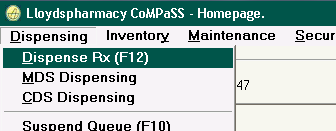 Lloydspharmacy CoMPaSS - Homepage.
Dispensing Inventory Maintenance Secur
Dispense Rx (F12)
MDS Dispensing
47
CDS Dispensing
Suspend Queue (F10)